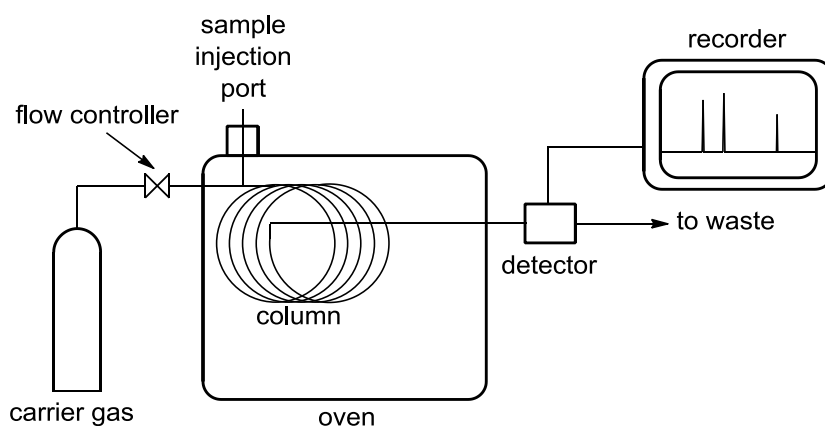 sample
injection
port
recorder
flow controller
to waste
detector
column
carrier gas
oven